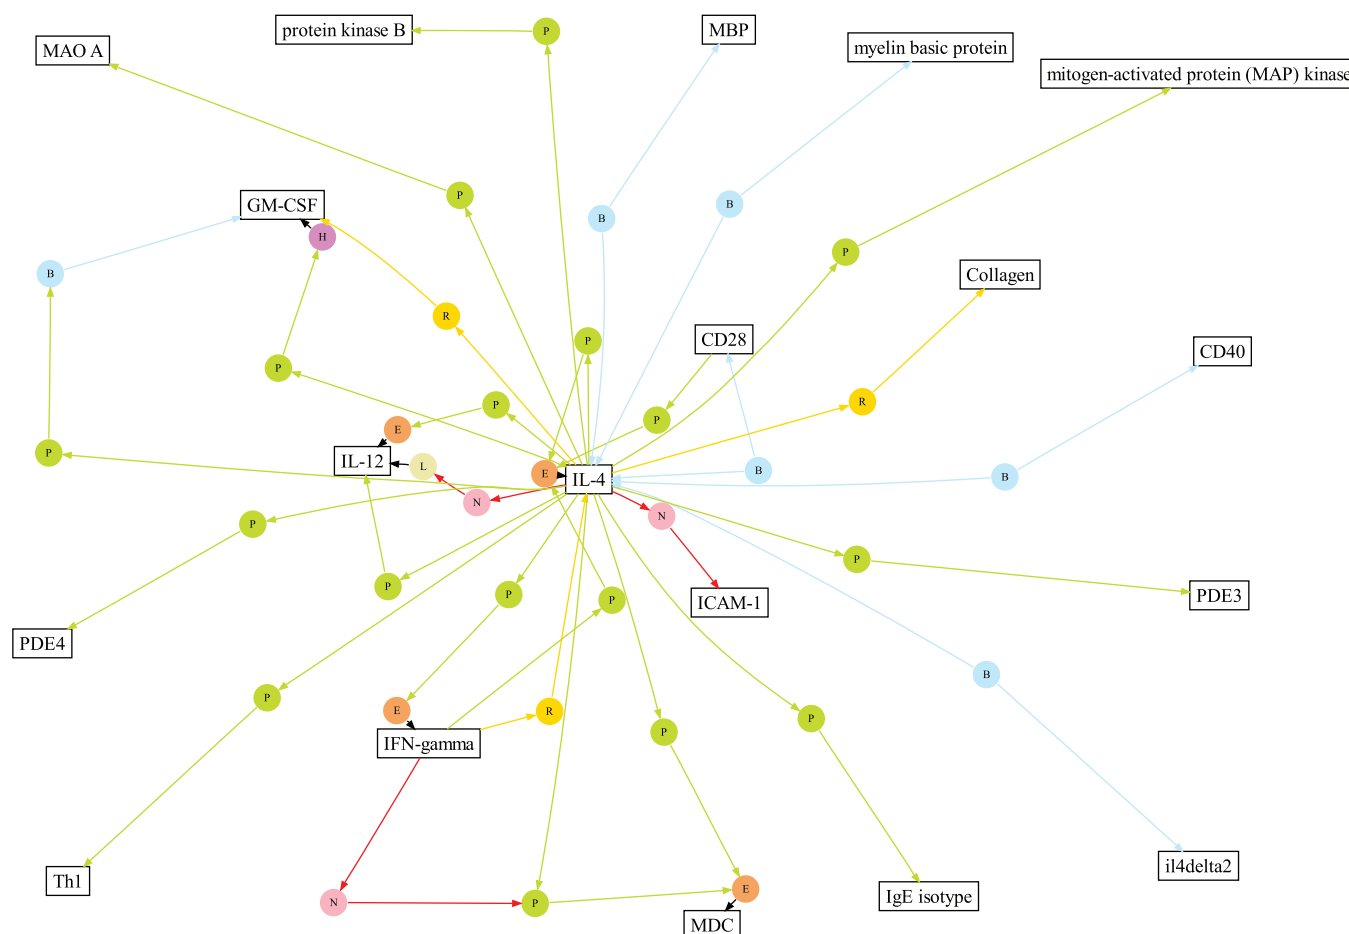 protein kinase B
P
MBP
MAO A
myelin basic protein
mitogen-activated protein (MAP) kinase
P
GM-CSF
B
B
H
P
B
Collagen
R
P
CD28
CD40
P
R
P
P
E
P
IL-12
L
E
IL-4
B
B
N
N
P
P
P
P
P
ICAM-1
PDE3
PDE4
B
P
E
R
P
P
IFN-gamma
Th1
il4delta2
E
IgE isotype
N
P
MDC